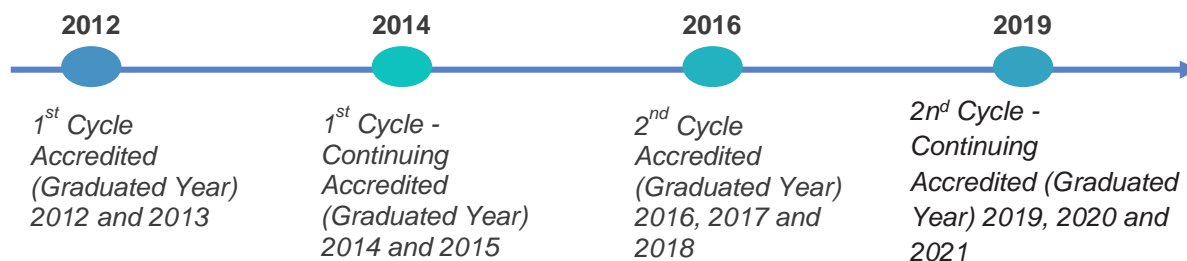 2012
1st Cycle
Accredited
(Graduated Year)
2012 and 2013
2014
1st Cycle -
Continuing
Accredited
(Graduated Year)
2014 and 2015
2016
2nd Cycle
Accredited
(Graduated Year)
2016, 2017 and
2018
2019
2nd Cycle -
Continuing
Accredited (Graduated
Year) 2019, 2020 and
2021